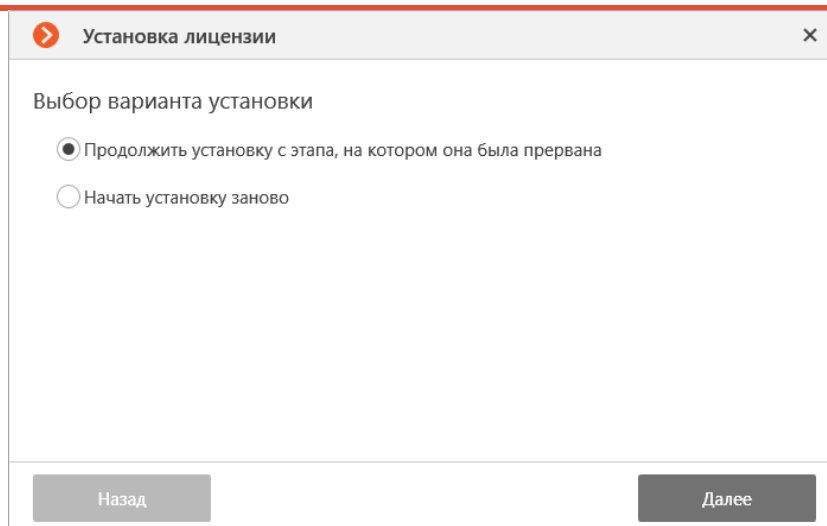 Установка лицензии
Выбор варианта установки
Продолжить установку с этапа, на котором она была прервана
Начать установку заново
Назад
Далее